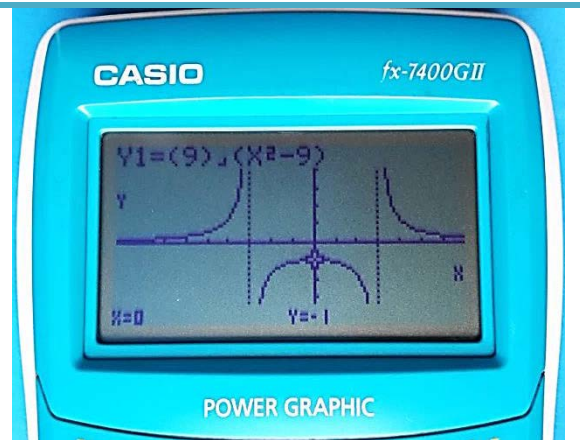 CASIO fx-7400GII
Y1=(9)⌟(X²-9)
Y
X
X=0 Y=-1
POWER GRAPHIC